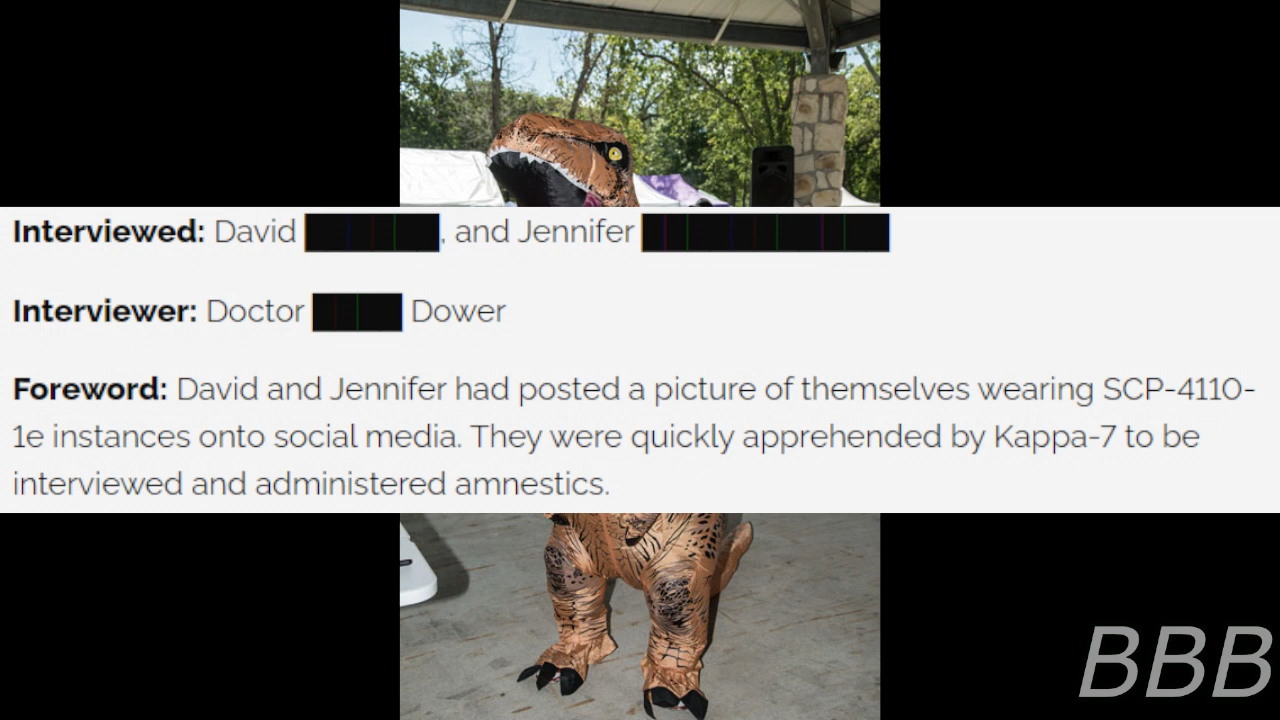 Interviewed: David , and Jennifer
Interviewer: Doctor Dower
Foreword: David and Jennifer had posted a picture of themselves wearing SCP-4110-
1e instances onto social media. They were quickly apprehended by Kappa-7 to be
interviewed and administered amnestics.
BBB